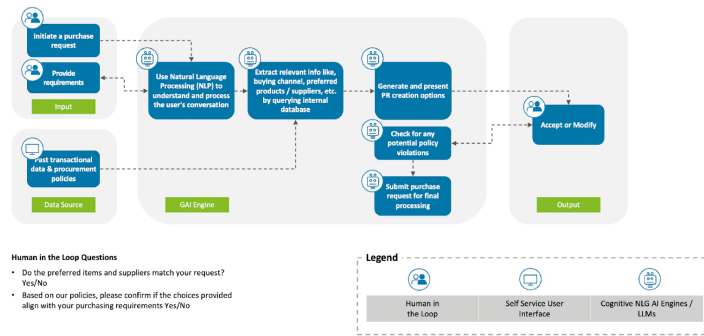 Initiate a purchase
request
Provide
requirements
Input
Past transactional
data & procurement
policies
Data Source
Use Natural Language
Processing (NLP) to
understand and process
the user's conversation
Extract relevant info like,
buying channel, preferred
products / suppliers, etc.
by querying internal
database
Generate and present
PR creation options
Check for any
potential policy
violations
Submit purchase
request for final
processing
GAI Engine
Accept or Modify
Output
Human in the Loop Questions
• Do the preferred items and suppliers match your request?
Yes/No
• Based on our policies, please confirm if the choices provided
align with your purchasing requirements Yes/No
Legend
Human in
the Loop
Self Service User
Interface
Cognitive NLG AI Engines /
LLMs